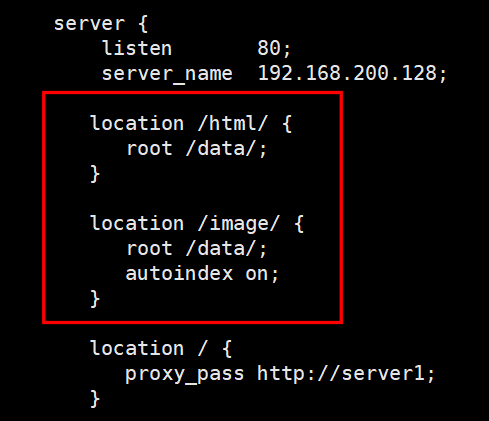 server {
    listen       80;
    server_name  192.168.200.128;

   location /html/ {
      root /data/;
   }

   location /image/ {
      root /data/;
      autoindex on;
   }

   location / {
      proxy_pass http://server1;
   }